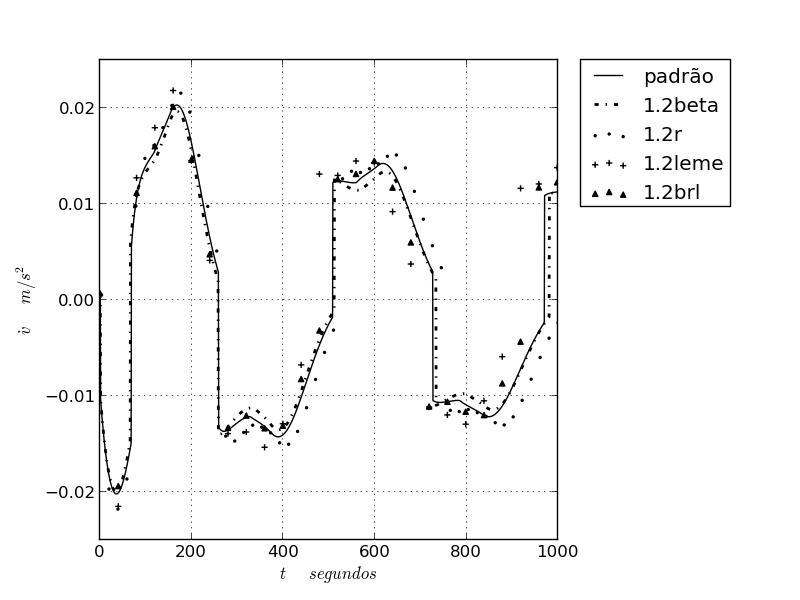 padrão
1.2beta
1.2r
1.2leme
1.2brl
0.02
0.01
0.00
−0.01
−0.02
v̇ m/s²
0 200 400 600 800 1000
t segundos